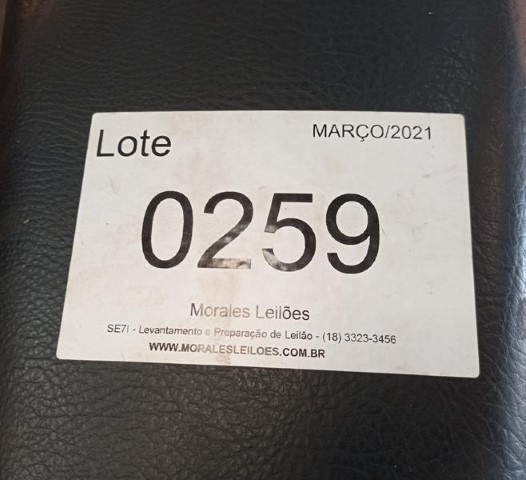 Lote
MARÇO/2021
0259
Morales Leilões
SE7I - Levantamento e Preparação de Leilão - (18) 3323-3456
WWW.MORALESLEILOES.COM.BR